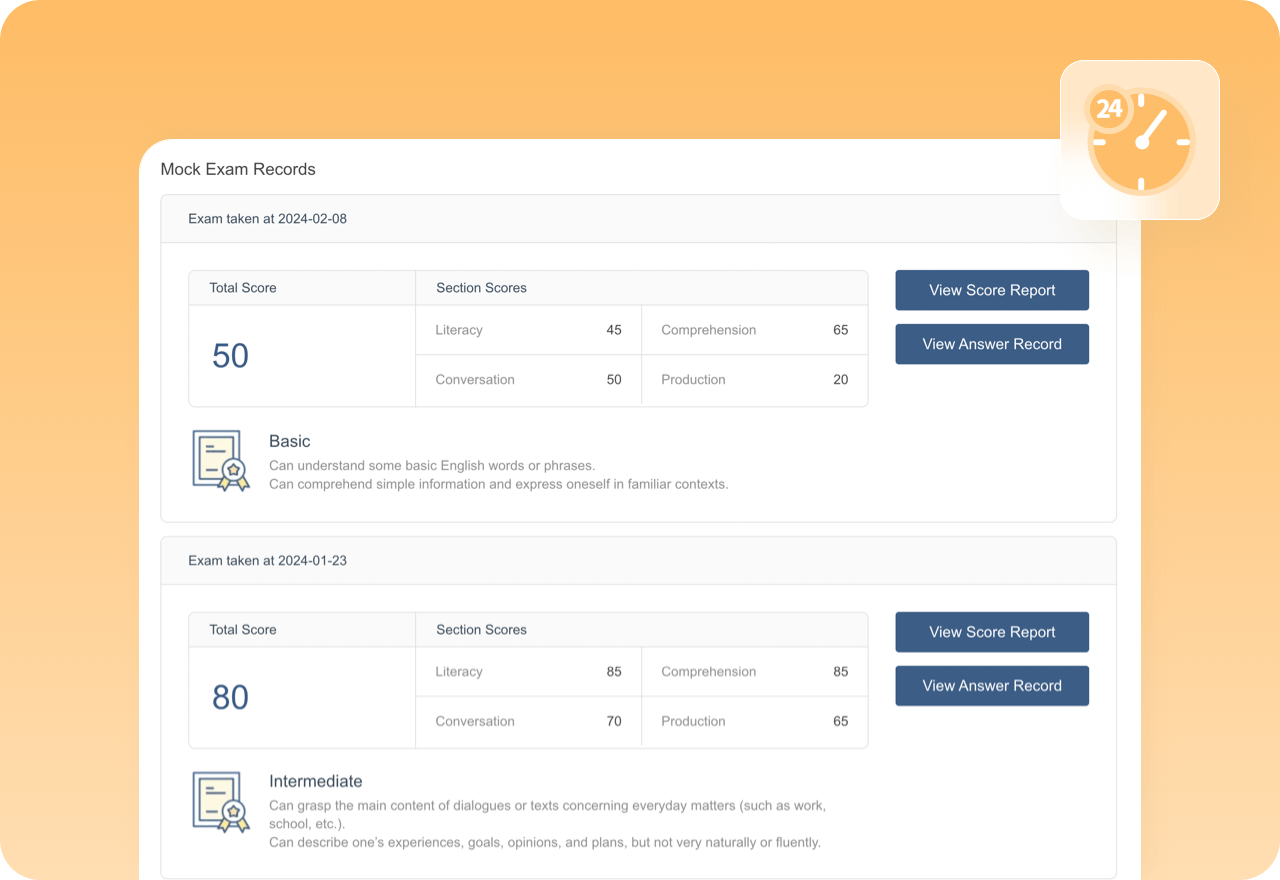 24
Mock Exam Records
Exam taken at 2024-02-08
Total Score
Section Scores
View Score Report
50
Literacy 45
Comprehension 65
View Answer Record
Conversation 50
Production 20
Basic
Can understand some basic English words or phrases.
Can comprehend simple information and express oneself in familiar contexts.
Exam taken at 2024-01-23
Total Score
Section Scores
View Score Report
80
Literacy 85
Comprehension 85
View Answer Record
Conversation 70
Production 65
Intermediate
Can grasp the main content of dialogues or texts concerning everyday matters (such as work,
school, etc.).
Can describe one’s experiences, goals, opinions, and plans, but not very naturally or fluently.